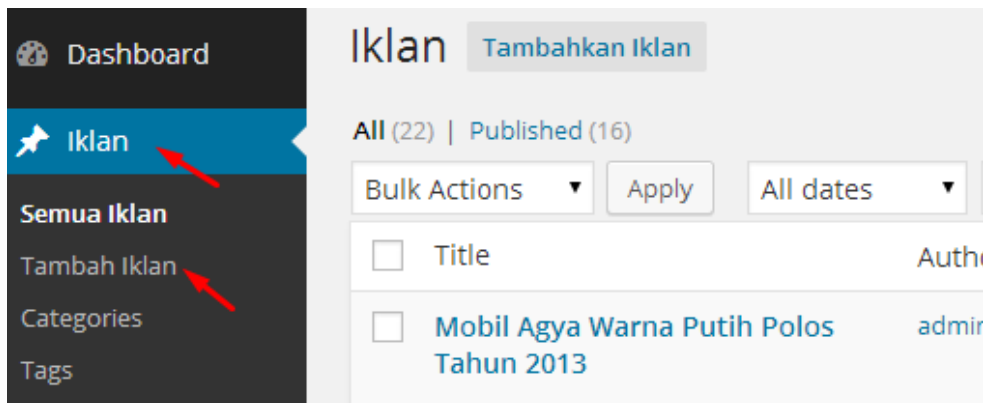 Dashboard
Iklan
Semua Iklan
Tambah Iklan
Categories
Tags
Iklan Tambahkan Iklan
All (22) | Published (16)
Bulk Actions Apply All dates
Title
Mobil Agya Warna Putih Polos
Tahun 2013